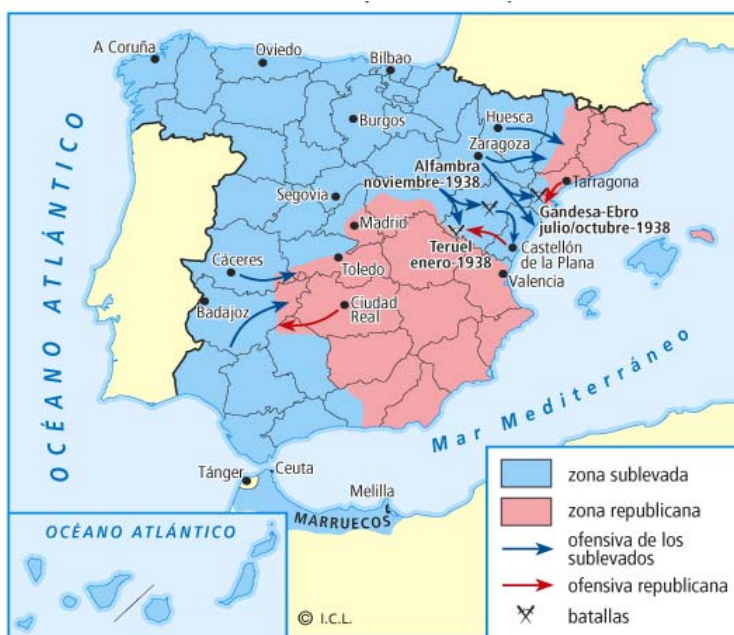 A Coruña
Oviedo
Bilbao
Burgos
Huesca
Zaragoza
Alfambra
noviembre-1938
Tarragona
Segovia
Gandesa-Ebro
julio/octubre-1938
Madrid
Teruel
enero-1938
Castellón
de la Plana
Cáceres
Toledo
Valencia
Badajoz
Ciudad
Real
OCÉANO ATLÁNTICO
Mar Mediterráneo
Tánger
Ceuta
Melilla
MARRUECOS
OCÉANO ATLÁNTICO
© I.C.L.
zona sublevada
zona republicana
ofensiva de los
sublevados
ofensiva republicana
batallas